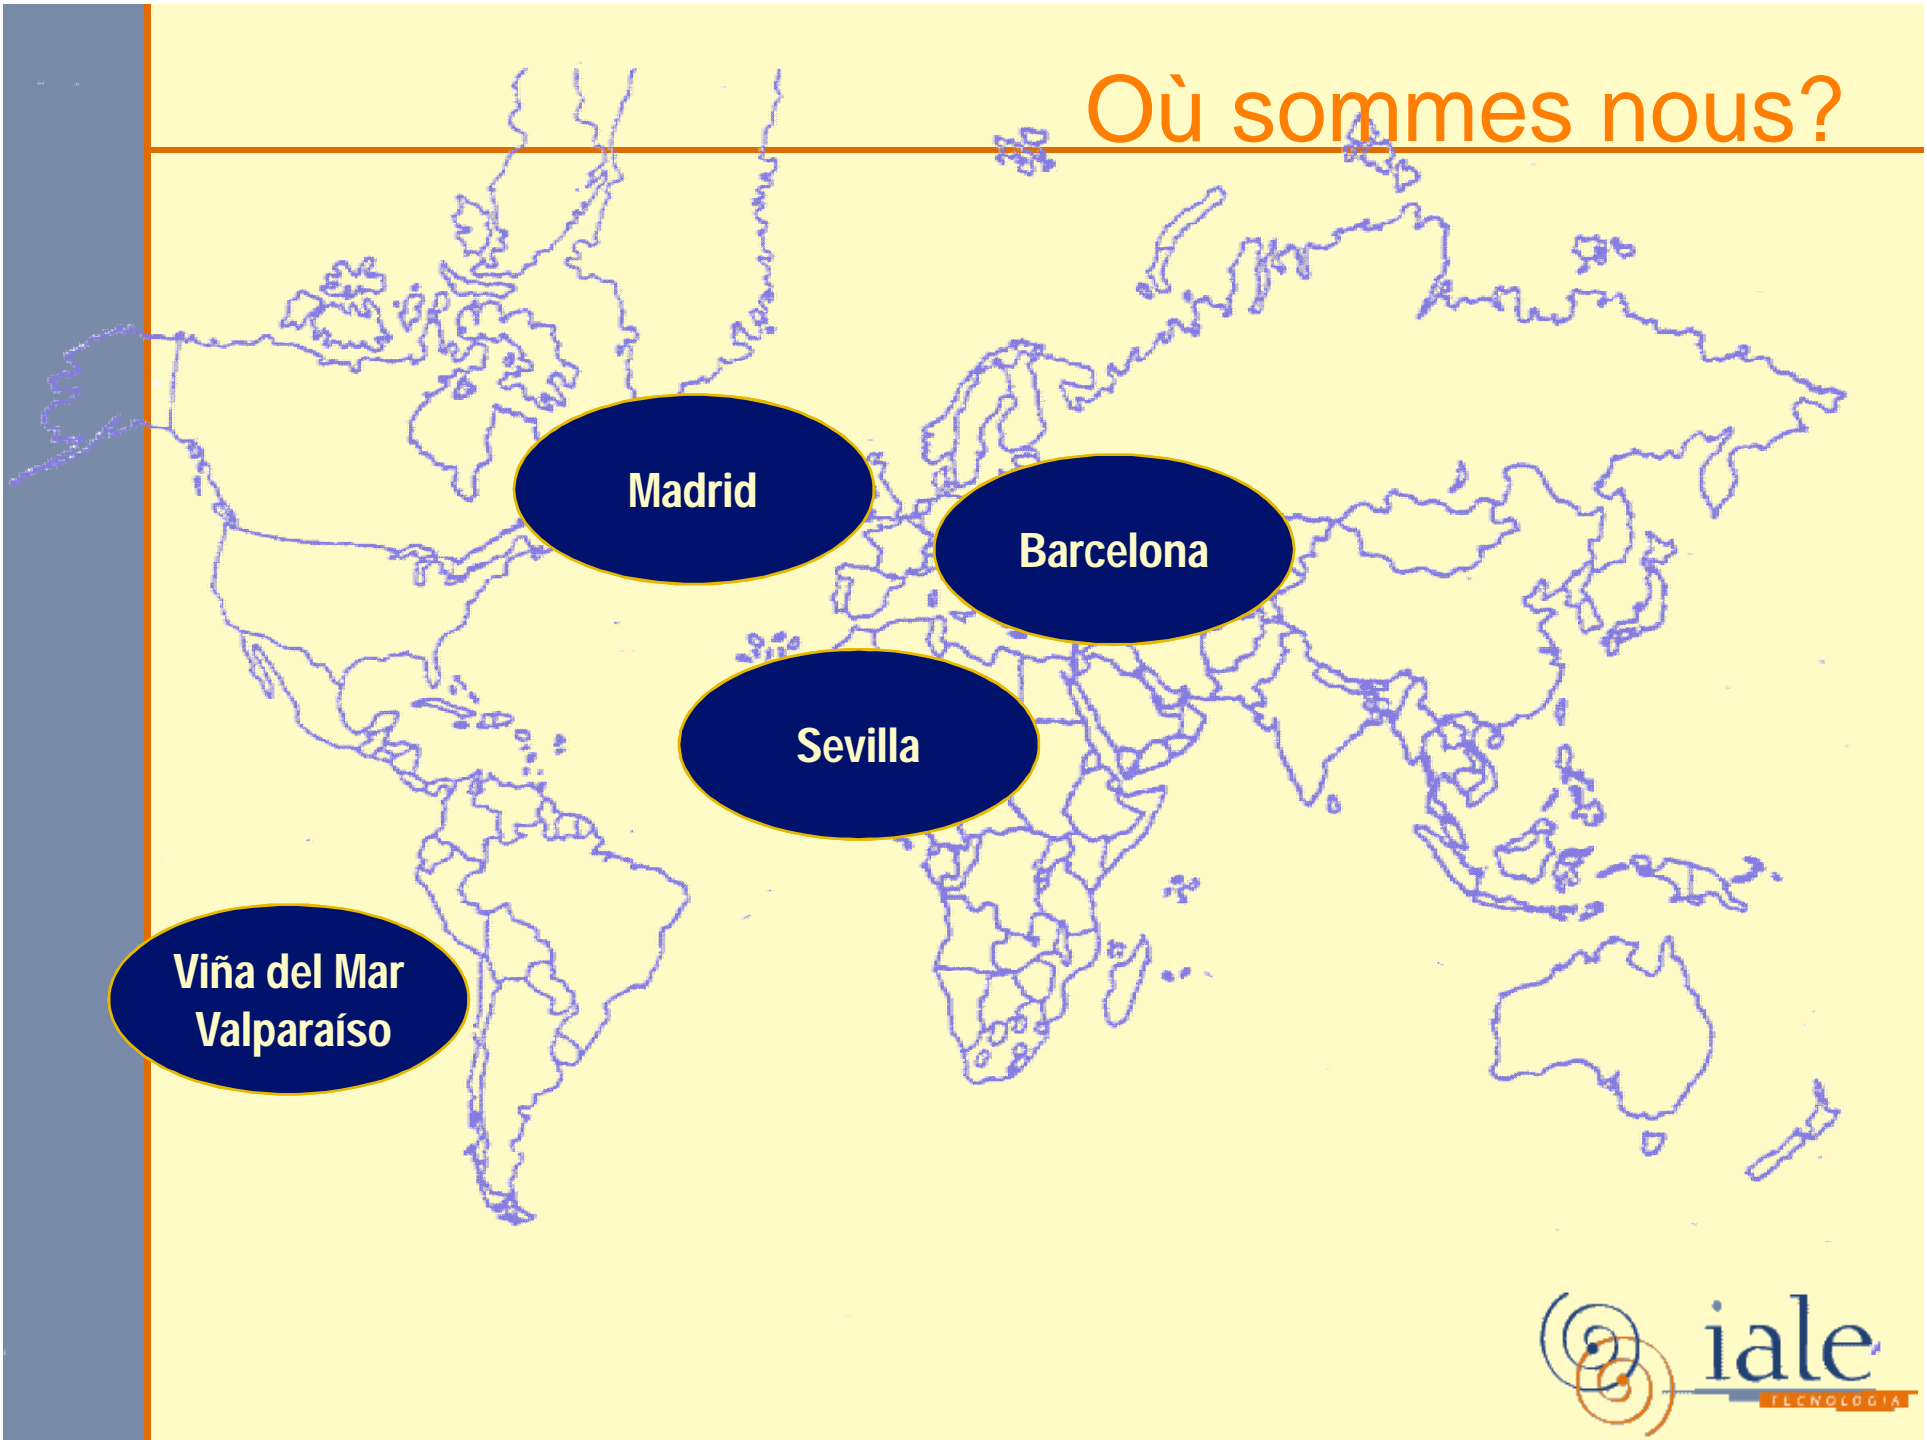 Où sommes nous?
Madrid
Barcelona
Sevilla
Viña del Mar
Valparaíso
iale
TECNOLOGIA